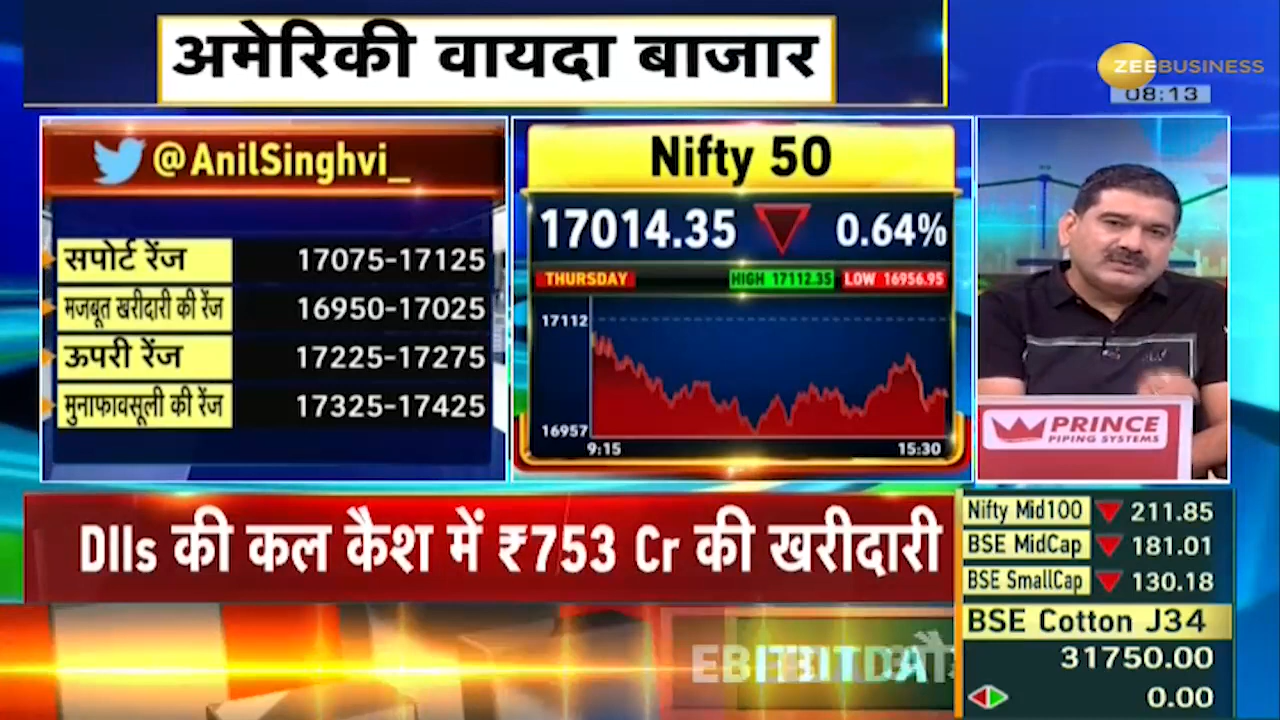 अमेरिकी वायदा बाजार
ZEEBUSINESS
08:13
@AnilSinghvi_
सपोर्ट रेंज 17075-17125
मजबूत खरीदारी की रेंज 16950-17025
ऊपरी रेंज 17225-17275
मुनाफावसूली की रेंज 17325-17425
Nifty 50
17014.35 0.64%
THURSDAY HIGH 17112.35 LOW 16956.95
17112
16957
9:15 15:30
PRINCE
PIPING SYSTEMS
DIIs की कल कैश में ₹753 Cr की खरीदारी
Nifty Mid100 211.85
BSE MidCap 181.01
BSE SmallCap 130.18
BSE Cotton J34
31750.00
0.00